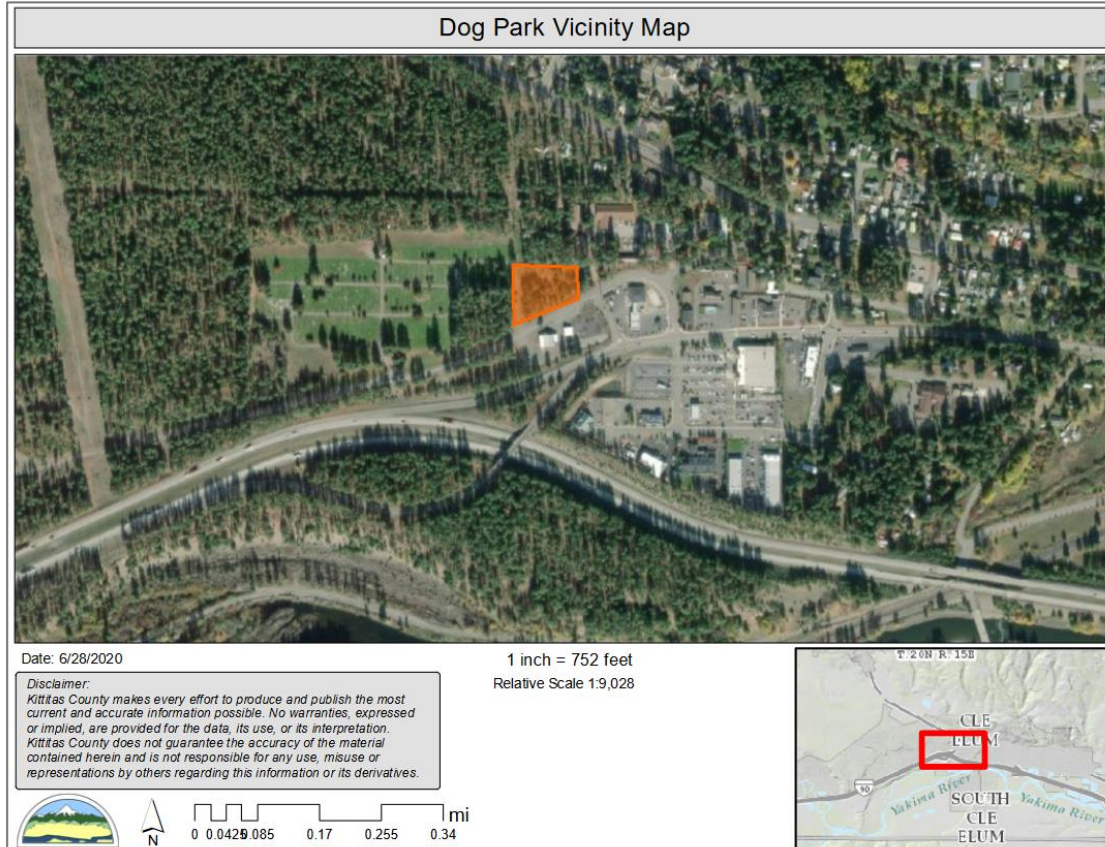 Dog Park Vicinity Map
Date: 6/28/2020
1 inch = 752 feet
Relative Scale 1:9,028
Disclaimer:
Kittitas County makes every effort to produce and publish the most
current and accurate information possible. No warranties, expressed
or implied, are provided for the data, its use, or its interpretation.
Kittitas County does not guarantee the accuracy of the material
contained herein and is not responsible for any use, misuse or
representations by others regarding this information or its derivatives.
N
mi
0 0.0425 0.085 0.17 0.255 0.34
T. 20N R. 15E
CLE
ELUM
90
Yakima River
SOUTH
CLE
ELUM
Yakima River